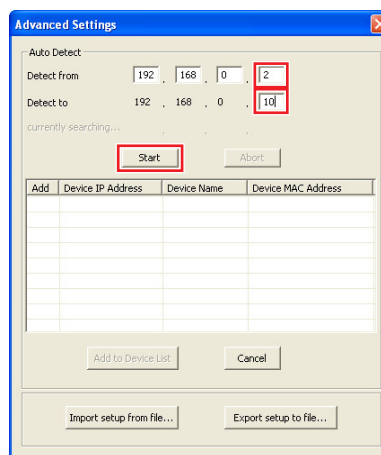 Advanced Settings
Auto Detect
Detect from 192 . 168 . 0 . 2
Detect to 192 . 168 . 0 . 10
currently searching... . . .
Start Abort
Add Device IP Address Device Name Device MAC Address
Add to Device List Cancel
Import setup from file... Export setup to file...